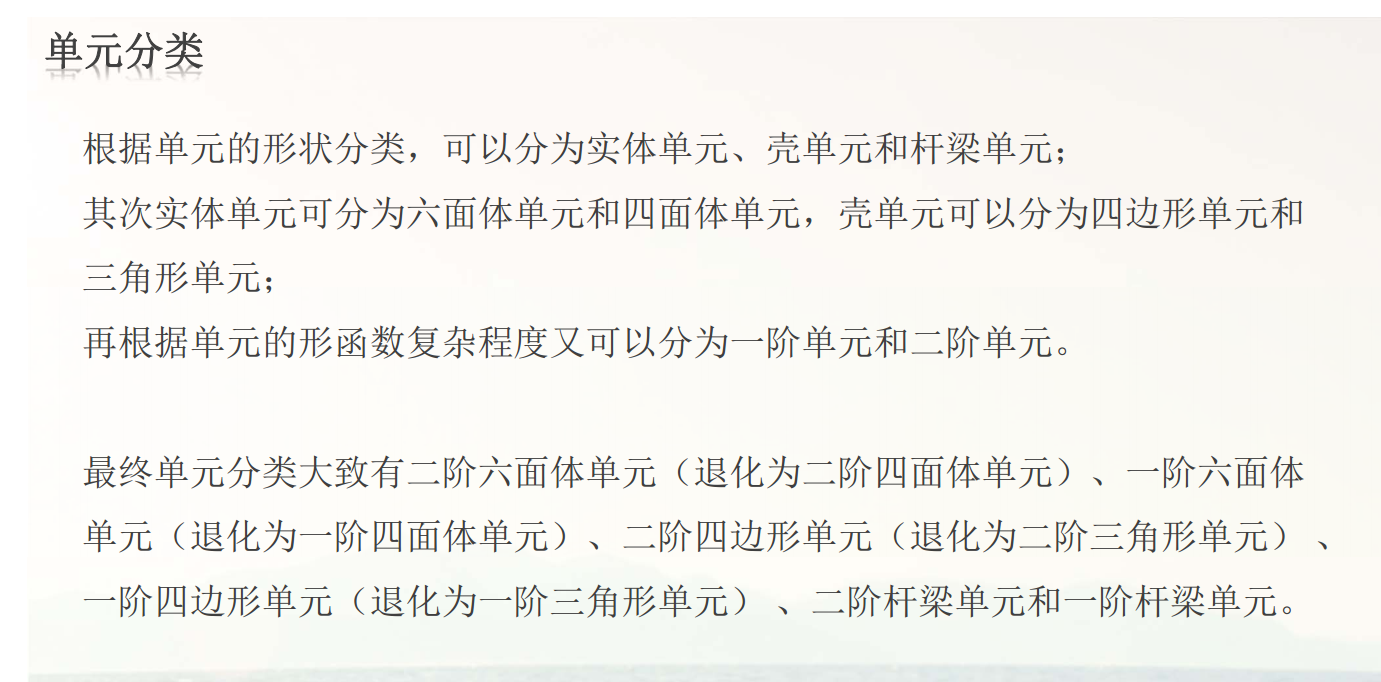 单元分类
根据单元的形状分类，可以分为实体单元、壳单元和杆梁单元；
其次实体单元可分为六面体单元和四面体单元，壳单元可以分为四边形单元和
三角形单元；
再根据单元的形函数复杂程度又可以分为一阶单元和二阶单元。
最终单元分类大致有二阶六面体单元（退化为二阶四面体单元）、一阶六面体
单元（退化为一阶四面体单元）、二阶四边形单元（退化为二阶三角形单元） 、
一阶四边形单元（退化为一阶三角形单元） 、二阶杆梁单元和一阶杆梁单元。